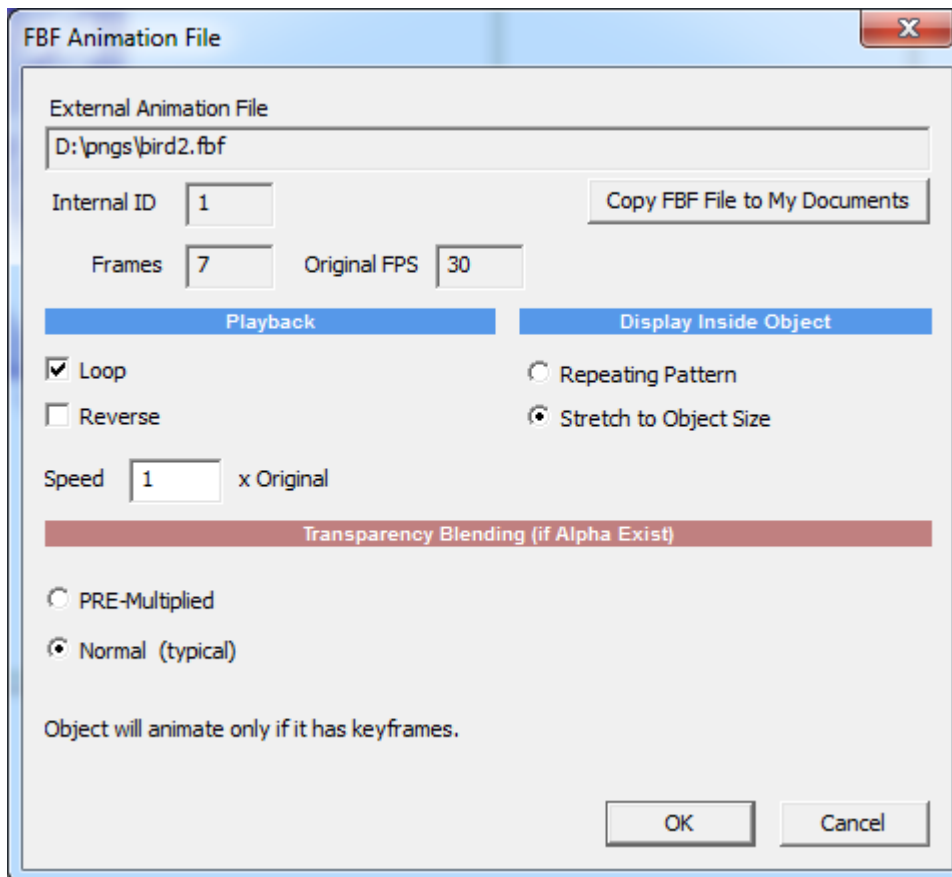 FBF Animation File
External Animation File
D:\pngs\bird2.fbf
Internal ID 1 Copy FBF File to My Documents
Frames 7 Original FPS 30
Playback Display Inside Object
Loop Repeating Pattern
Reverse Stretch to Object Size
Speed 1 x Original
Transparency Blending (if Alpha Exist)
PRE-Multiplied
Normal (typical)
Object will animate only if it has keyframes.
OK Cancel